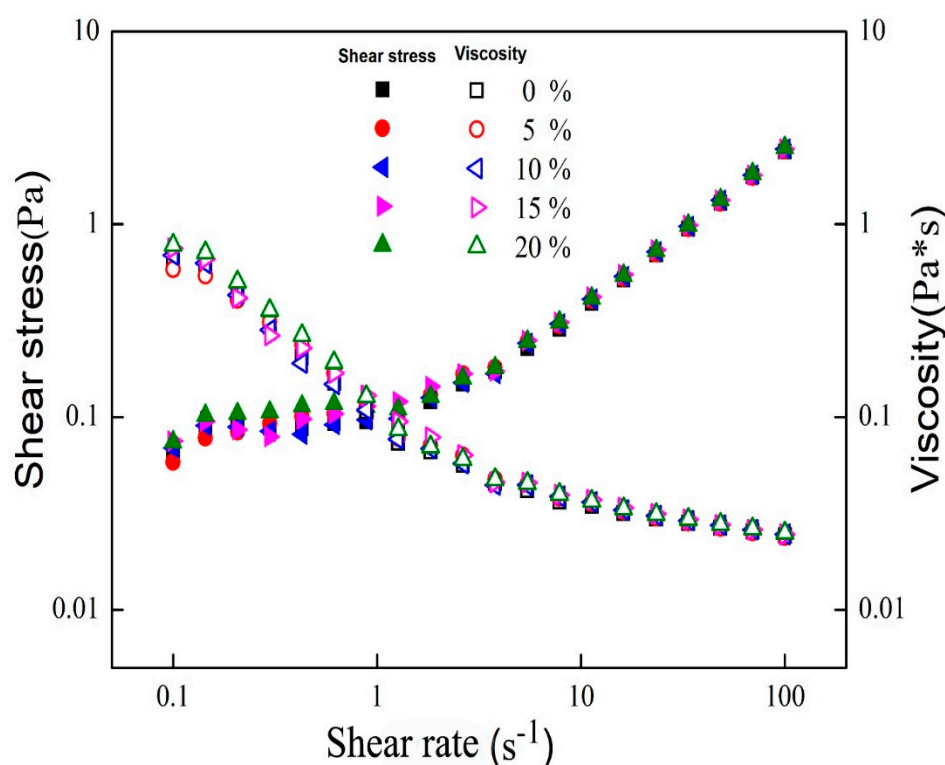 Shear stress Viscosity
0 %
5 %
10 %
15 %
20 %
10
1
0.1
0.01
Shear stress(Pa)
10
1
0.1
0.01
Viscosity(Pa*s)
0.1 1 10 100
Shear rate (s-1)